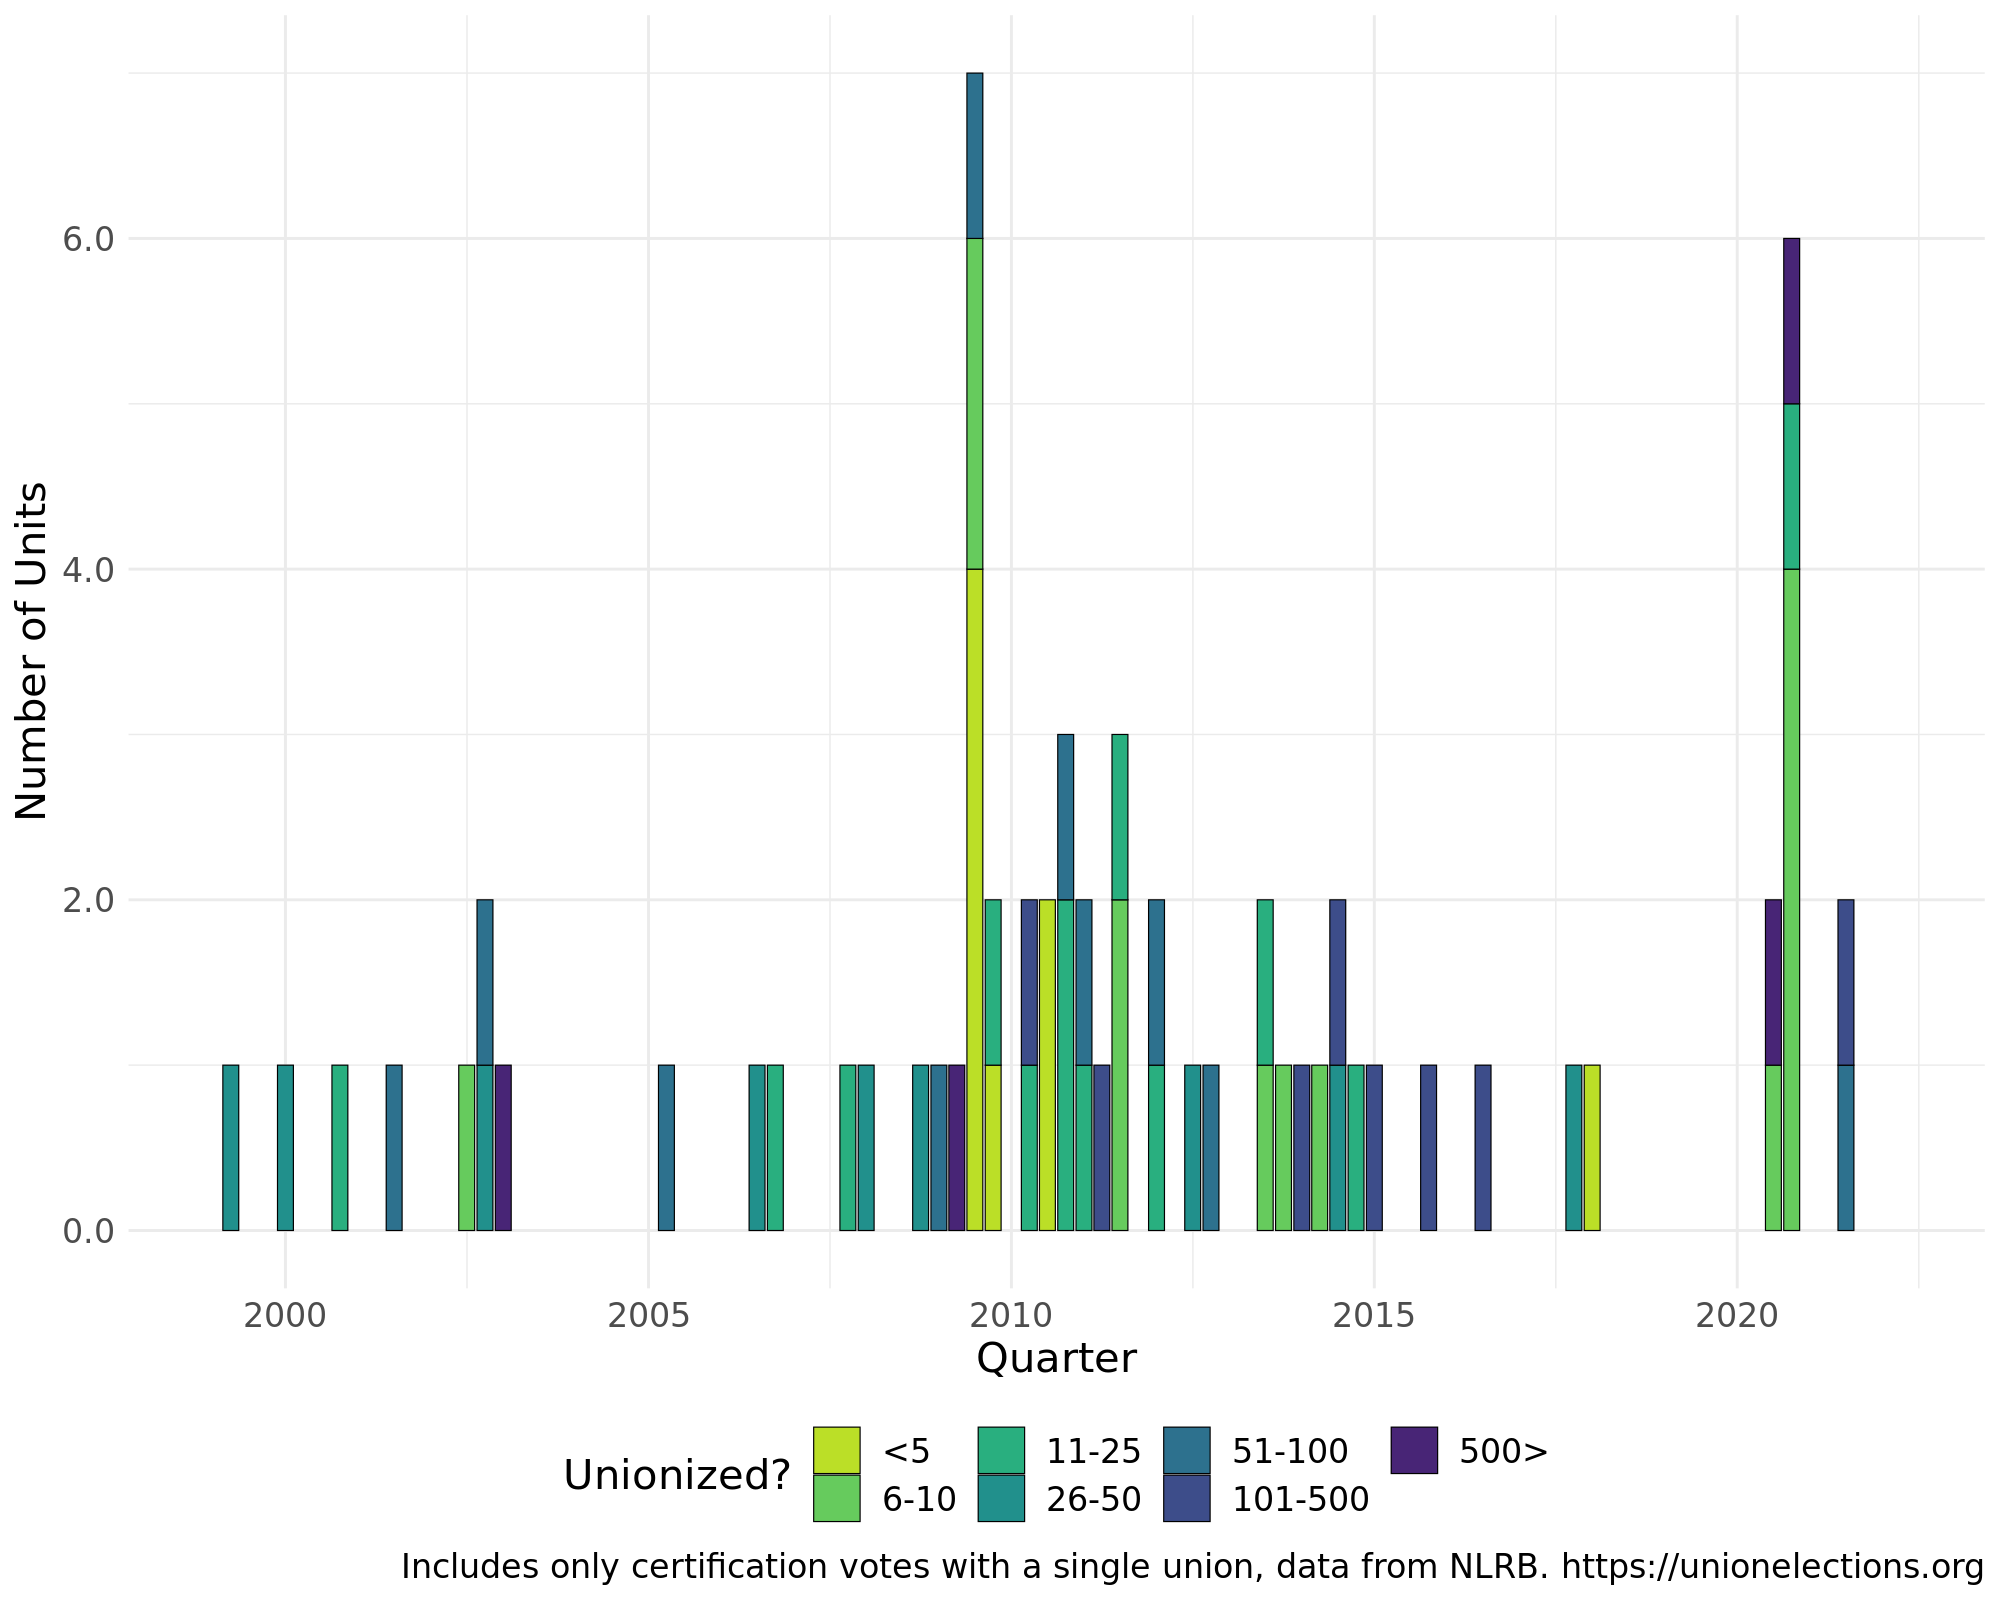 Number of Units
6.0
4.0
2.0
0.0
2000 2005 2010 2015 2020
Quarter
Unionized?
<5 11-25 51-100 500>
6-10 26-50 101-500
Includes only certification votes with a single union, data from NLRB. https://unionelections.org